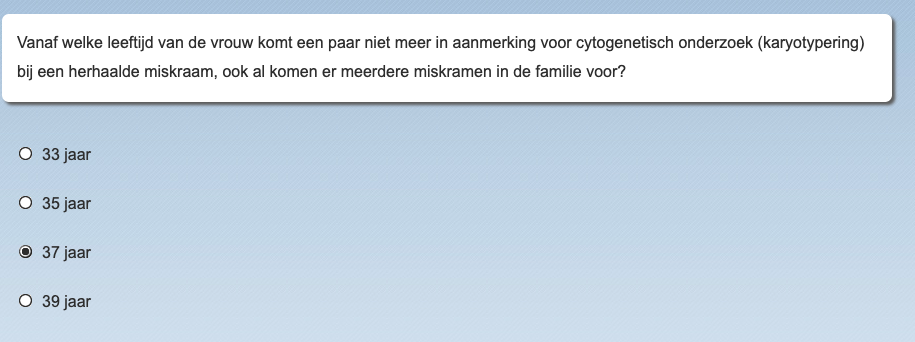 Vanaf welke leeftijd van de vrouw komt een paar niet meer in aanmerking voor cytogenetisch onderzoek (karyotypering)
bij een herhaalde miskraam, ook al komen er meerdere miskramen in de familie voor?
33 jaar
35 jaar
37 jaar
39 jaar